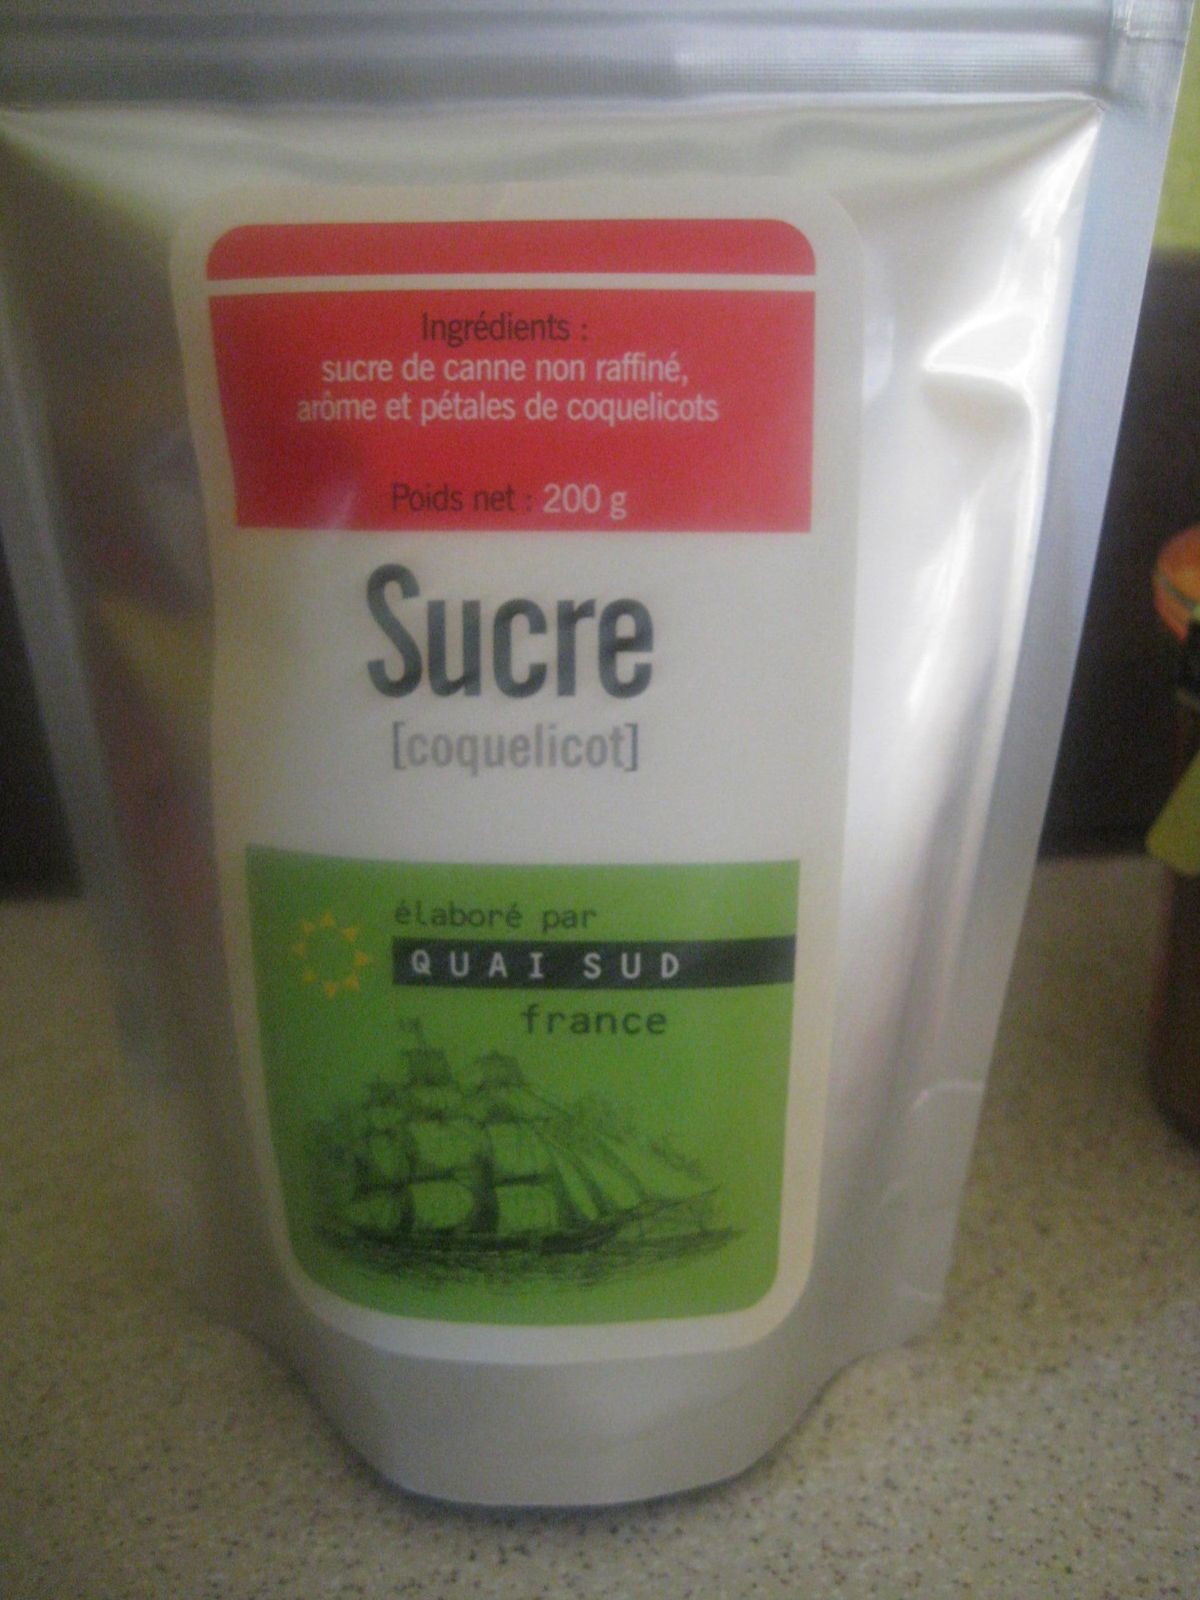 Ingrédients :
sucre de canne non raffiné,
arôme et pétales de coquelicots
Poids net : 200 g
Sucre
[coquelicot]
élaboré par
QUAI SUD
france